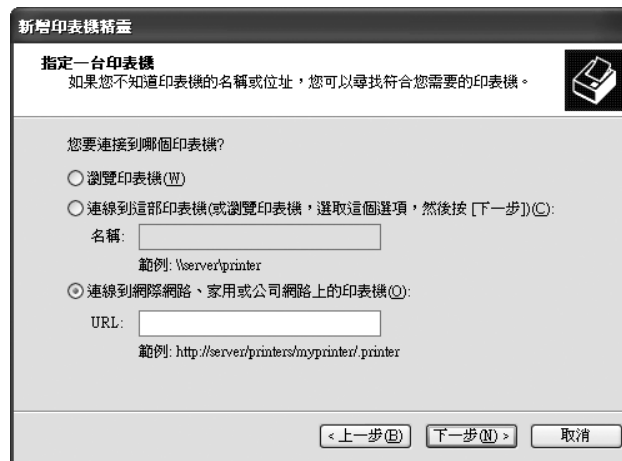 新增印表機精靈
指定一台印表機
如果您不知道印表機的名稱或位址，您可以尋找符合您需要的印表機。
您要連接到哪個印表機?
瀏覽印表機(W)
連線到這部印表機(或瀏覽印表機，選取這個選項，然後按 [下一步])(C):
名稱:
範例: \\server\printer
連線到網際網路、家用或公司網路上的印表機(O):
URL:
範例: http://server/printers/myprinter/.printer
< 上一步(B) 下一步(N) > 取消